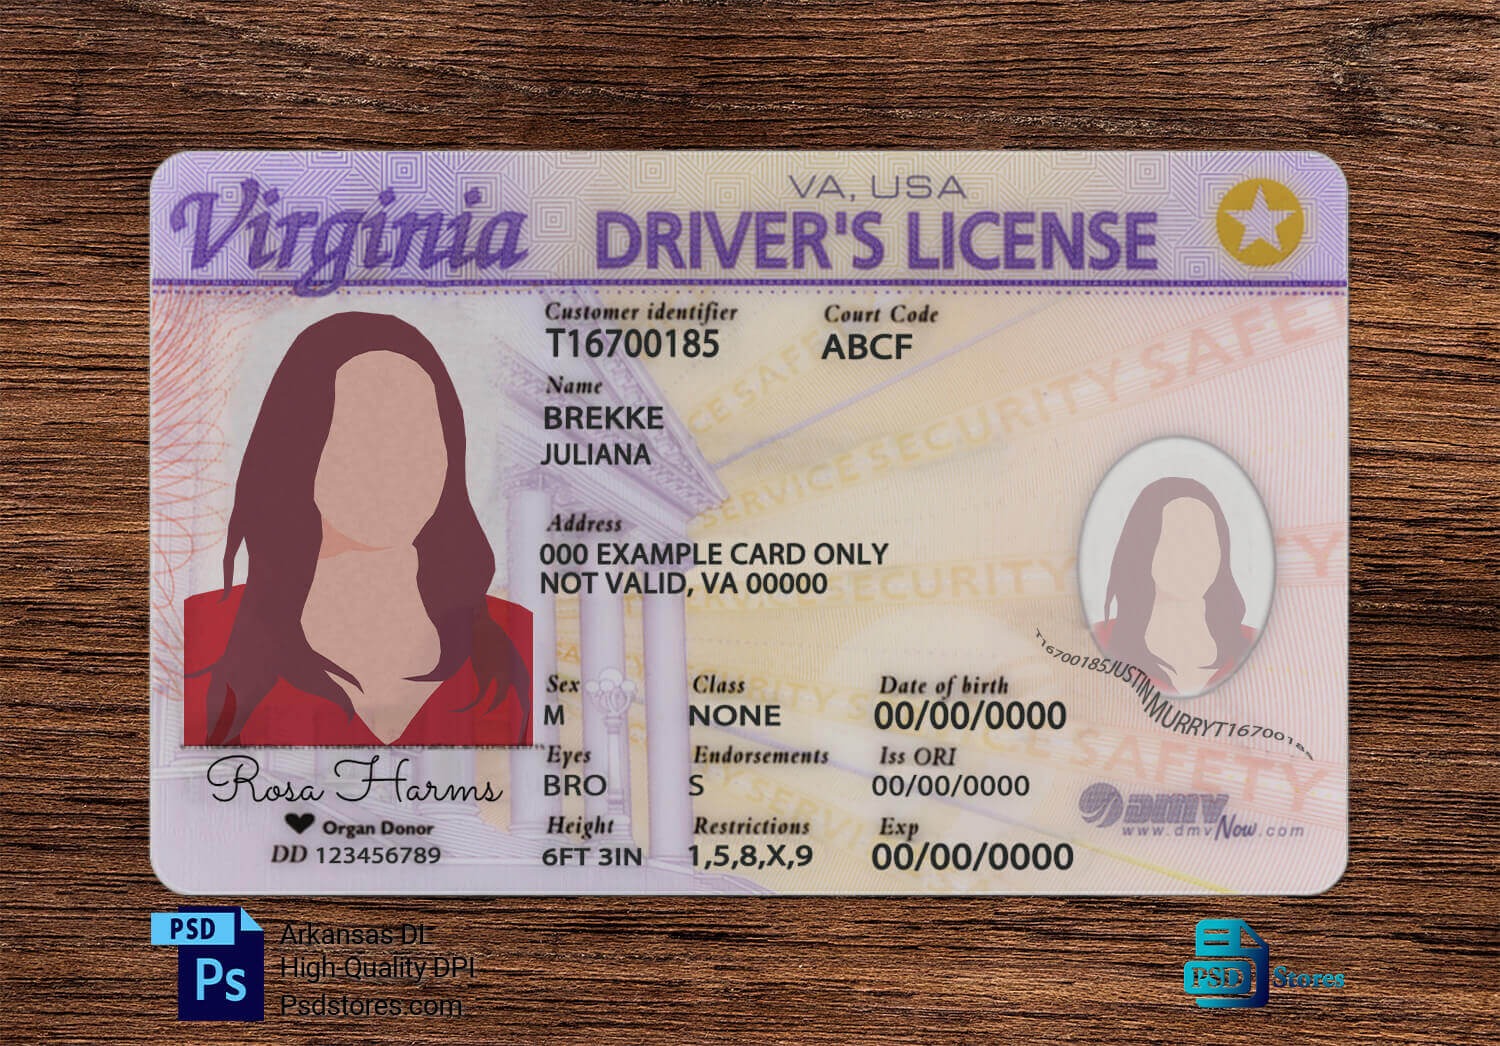 VA, USA
Virginia DRIVER'S LICENSE
Customer identifier Court Code
T16700185 ABCF
Name
BREKKE
JULIANA
Address
000 EXAMPLE CARD ONLY
NOT VALID, VA 00000
Sex Class Date of birth
M NONE 00/00/0000
Eyes Endorsements Iss ORI
BRO S 00/00/0000
Height Restrictions Exp
6FT 3IN 1,5,8,X,9 00/00/0000
Rosa Harms
Organ Donor
DD 123456789
T16700185JUSTINMURRYT1670018
SECURITY SAFETY
SERVICE SECURITY SAFE
SERVICE SECURITY
SAFETY
dmv
www.dmvNow.com
PSD
Ps
Arkansas DL
High Quality DPI
Psdstores.com
PSD Stores